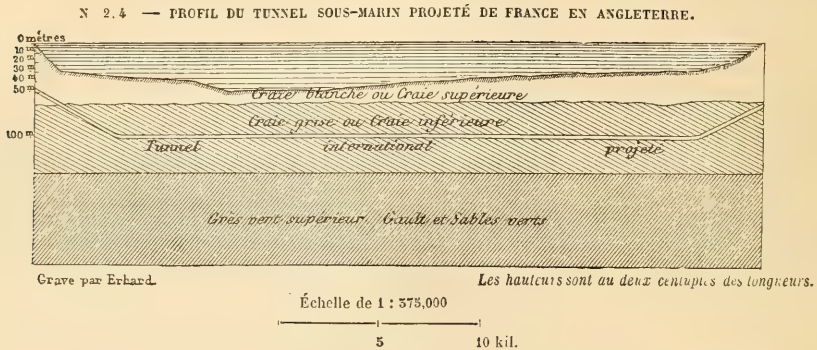 N 2.4 — PROFIL DU TUNNEL SOUS-MARIN PROJETÉ DE FRANCE EN ANGLETERRE.
0 mètres
10 m
20
30
40
50 m
100 m
Craie blanche ou Craie supérieure
Craie grise ou Craie inférieure
Tunnel international projeté
Grès vert supérieur. Gault et Sables verts
Gravé par Erhard.
Les hauteurs sont au deux centuples des longueurs.
Échelle de 1 : 375,000
5 10 kil.